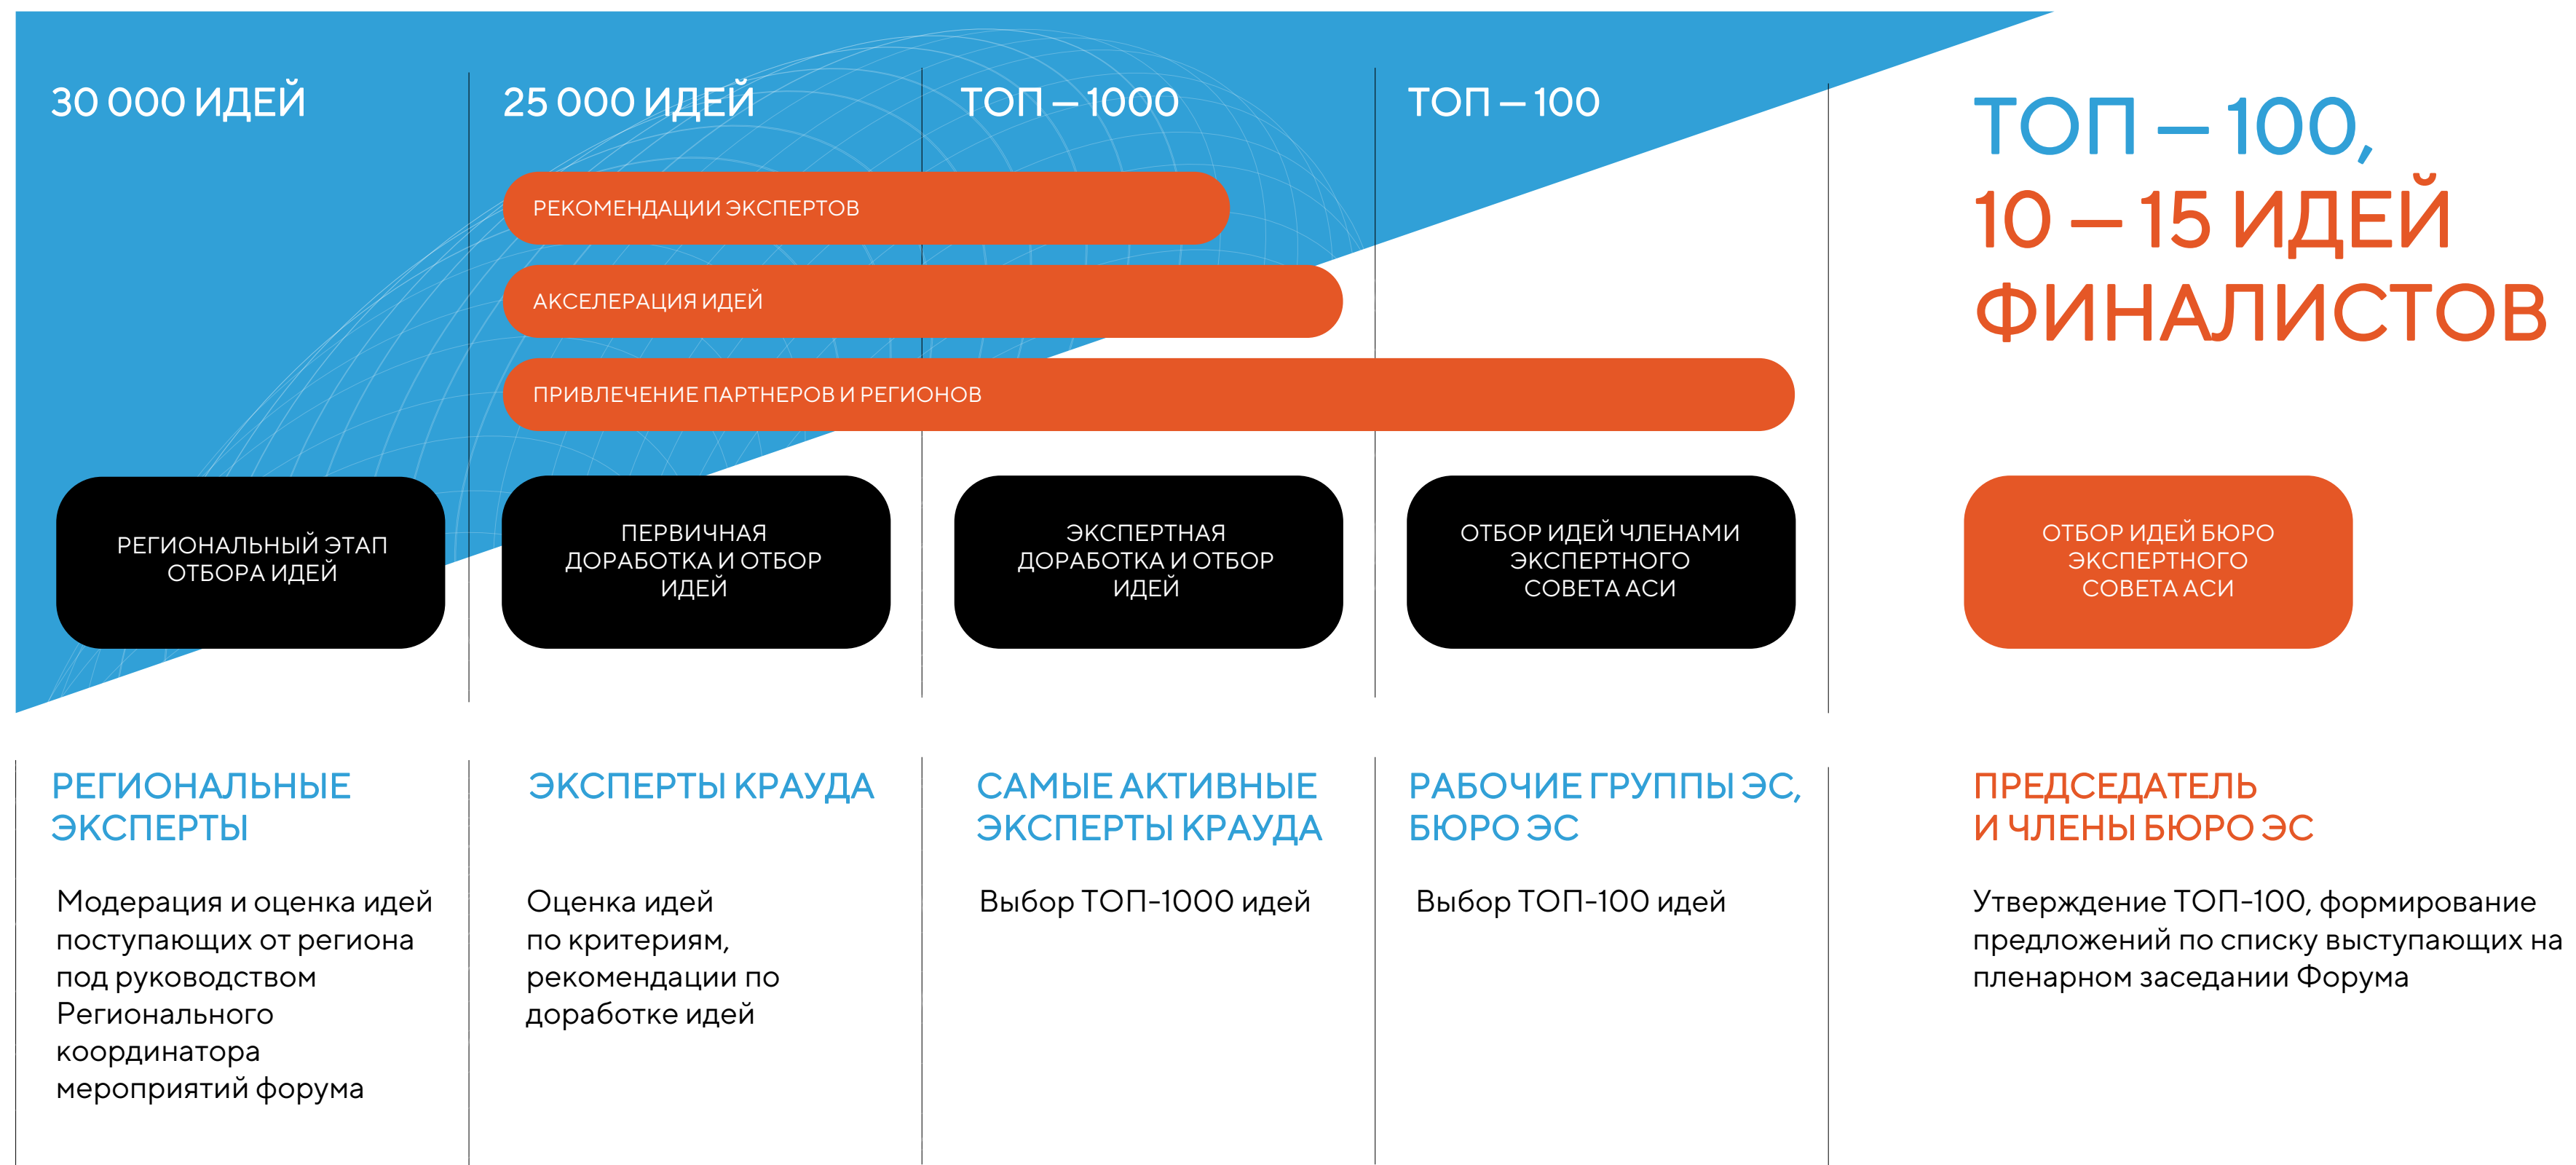 30 000 ИДЕЙ
25 000 ИДЕЙ
ТОП — 1000
ТОП — 100
ТОП — 100,
10 — 15 ИДЕЙ
ФИНАЛИСТОВ
РЕКОМЕНДАЦИИ ЭКСПЕРТОВ
АКСЕЛЕРАЦИЯ ИДЕЙ
ПРИВЛЕЧЕНИЕ ПАРТНЕРОВ И РЕГИОНОВ
РЕГИОНАЛЬНЫЙ ЭТАП
ОТБОРА ИДЕЙ
ПЕРВИЧНАЯ
ДОРАБОТКА И ОТБОР
ИДЕЙ
ЭКСПЕРТНАЯ
ДОРАБОТКА И ОТБОР
ИДЕЙ
ОТБОР ИДЕЙ ЧЛЕНАМИ
ЭКСПЕРТНОГО
СОВЕТА АСИ
ОТБОР ИДЕЙ БЮРО
ЭКСПЕРТНОГО
СОВЕТА АСИ
РЕГИОНАЛЬНЫЕ
ЭКСПЕРТЫ
Модерация и оценка идей
поступающих от региона
под руководством
Регионального
координатора
мероприятий форума
ЭКСПЕРТЫ КРАУДА
Оценка идей
по критериям,
рекомендации по
доработке идей
САМЫЕ АКТИВНЫЕ
ЭКСПЕРТЫ КРАУДА
Выбор ТОП-1000 идей
РАБОЧИЕ ГРУППЫ ЭС,
БЮРО ЭС
Выбор ТОП-100 идей
ПРЕДСЕДАТЕЛЬ
И ЧЛЕНЫ БЮРО ЭС
Утверждение ТОП-100, формирование
предложений по списку выступающих на
пленарном заседании Форума